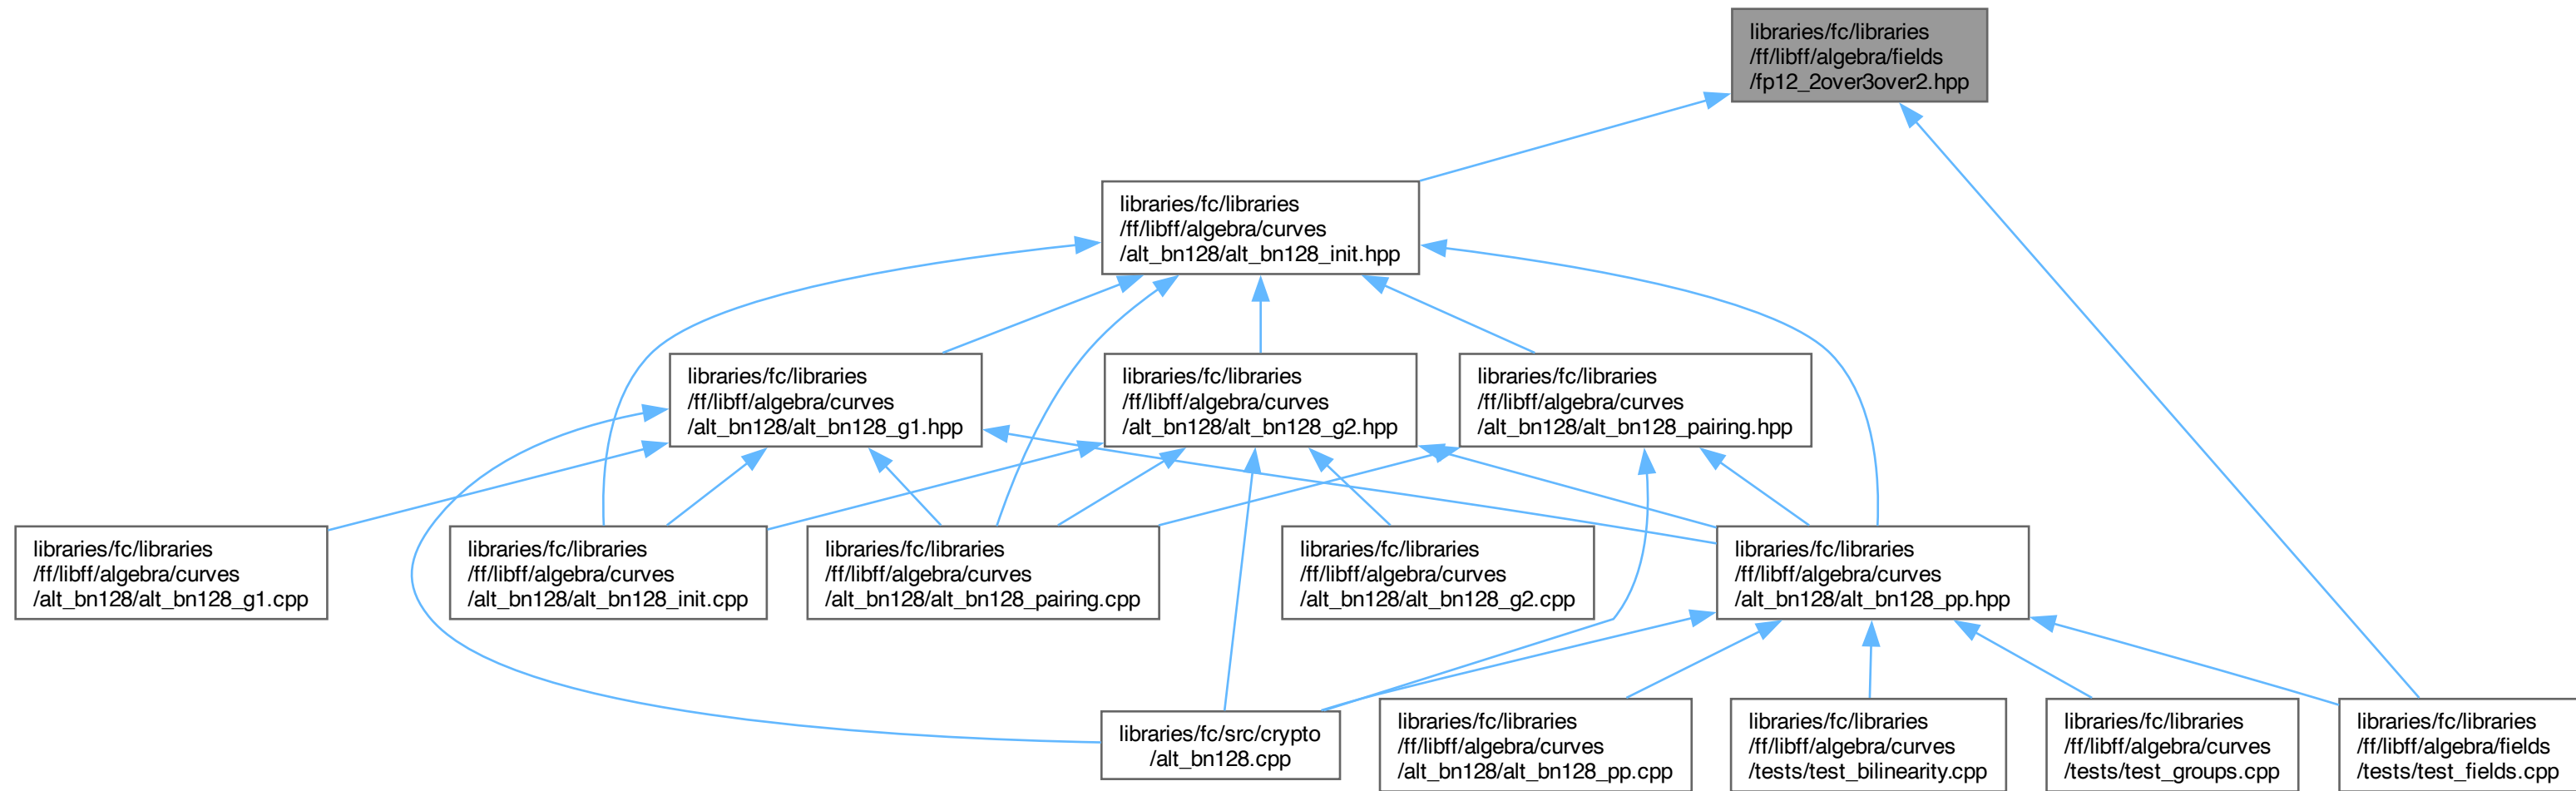 libraries/fc/libraries
/ff/libff/algebra/fields
/fp12_2over3over2.hpp
libraries/fc/libraries
/ff/libff/algebra/curves
/alt_bn128/alt_bn128_init.hpp
libraries/fc/libraries
/ff/libff/algebra/curves
/alt_bn128/alt_bn128_g1.hpp
libraries/fc/libraries
/ff/libff/algebra/curves
/alt_bn128/alt_bn128_g2.hpp
libraries/fc/libraries
/ff/libff/algebra/curves
/alt_bn128/alt_bn128_pairing.hpp
libraries/fc/libraries
/ff/libff/algebra/curves
/alt_bn128/alt_bn128_g1.cpp
libraries/fc/libraries
/ff/libff/algebra/curves
/alt_bn128/alt_bn128_init.cpp
libraries/fc/libraries
/ff/libff/algebra/curves
/alt_bn128/alt_bn128_pairing.cpp
libraries/fc/libraries
/ff/libff/algebra/curves
/alt_bn128/alt_bn128_g2.cpp
libraries/fc/libraries
/ff/libff/algebra/curves
/alt_bn128/alt_bn128_pp.hpp
libraries/fc/src/crypto
/alt_bn128.cpp
libraries/fc/libraries
/ff/libff/algebra/curves
/alt_bn128/alt_bn128_pp.cpp
libraries/fc/libraries
/ff/libff/algebra/curves
/tests/test_bilinearity.cpp
libraries/fc/libraries
/ff/libff/algebra/curves
/tests/test_groups.cpp
libraries/fc/libraries
/ff/libff/algebra/fields
/tests/test_fields.cpp